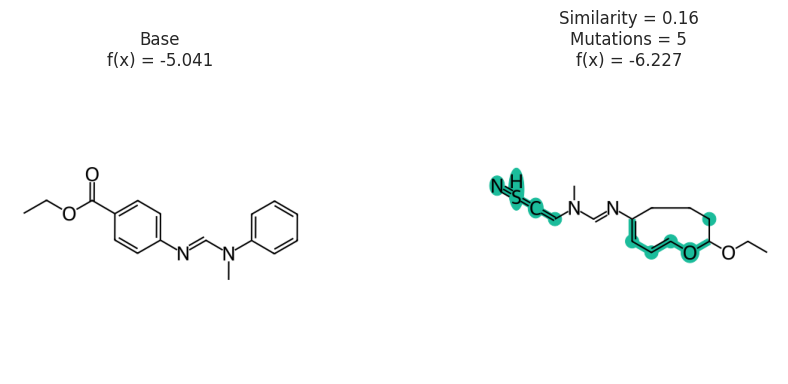 Base
f(x) = -5.041
Similarity = 0.16
Mutations = 5
f(x) = -6.227
O
O
N
N
N
H
S
C
N
N
O
O